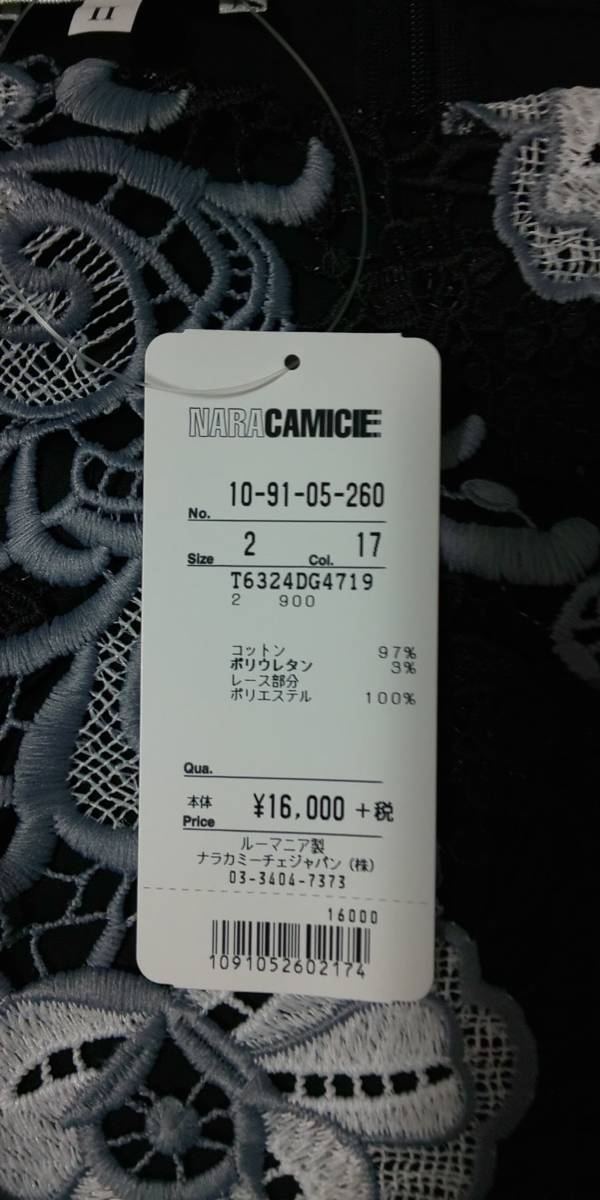 II
NARACAMICIE
No. 10-91-05-260
Size 2 Col. 17
T6324DG4719
2 900
コットン 97%
ポリウレタン 3%
レース部分
ポリエステル 100%
Qua.
本体 Price ¥16,000 +税
ルーマニア製
ナラカミーチェジャパン (株)
03-3404-7373
16000
1091052602174